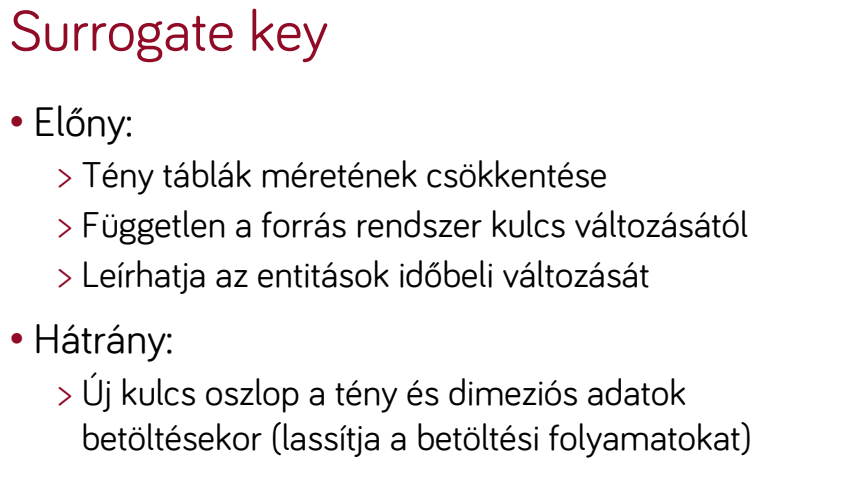 Surrogate key
• Előny:
> Tény táblák méretének csökkentése
> Független a forrás rendszer kulcs változásától
> Leírhatja az entitások időbeli változását
• Hátrány:
> Új kulcs oszlop a tény és dimeziós adatok
betöltésekor (lassítja a betöltési folyamatokat)